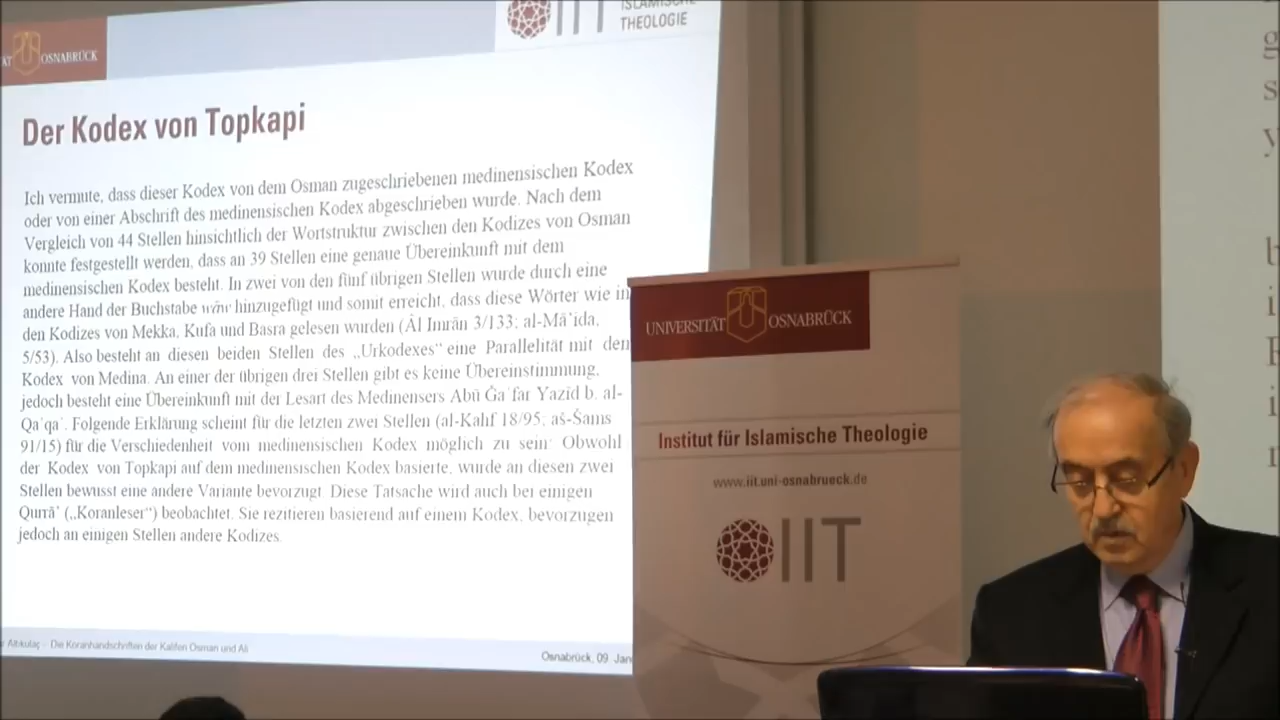 OSNABRÜCK
IIT
ISLAMISCHE
THEOLOGIE
Der Kodex von Topkapi
Ich vermute, dass dieser Kodex von dem Osman zugeschriebenen medinensischen Kodex
oder von einer Abschrift des medinensischen Kodex abgeschrieben wurde. Nach dem
Vergleich von 44 Stellen hinsichtlich der Wortstruktur zwischen den Kodizes von Osman
konnte festgestellt werden, dass an 39 Stellen eine genaue Übereinkunft mit dem
medinensischen Kodex besteht. In zwei von den fünf übrigen Stellen wurde durch eine
andere Hand der Buchstabe wāw hinzugefügt und somit erreicht, dass diese Wörter wie in
den Kodizes von Mekka, Kufa und Basra gelesen wurden (Āl Imrān 3/133; al-Mā'ida,
5/53). Also besteht an diesen beiden Stellen des „Urkodexes“ eine Parallelität mit den
Kodex von Medina. An einer der übrigen drei Stellen gibt es keine Übereinstimmung,
jedoch besteht eine Übereinkunft mit der Lesart des Medinensers Abū Ǧaʿfar Yazīd b. al-
Qaʿqaʿ. Folgende Erklärung scheint für die letzten zwei Stellen (al-Kahf 18/95; aš-Šams
91/15) für die Verschiedenheit vom medinensischen Kodex möglich zu sein: Obwohl
der Kodex von Topkapi auf dem medinensischen Kodex basierte, wurde an diesen zwei
Stellen bewusst eine andere Variante bevorzugt. Diese Tatsache wird auch bei einigen
Qurrāʾ („Koranleser“) beobachtet. Sie rezitieren basierend auf einem Kodex, bevorzugen
jedoch an einigen Stellen andere Kodizes.
Altıkulaç - Die Koranhandschriften der Kalifen Osman und Ali
Osnabrück, 09. Jan
UNIVERSITÄT OSNABRÜCK
Institut für Islamische Theologie
www.iit.uni-osnabrueck.de
IIT